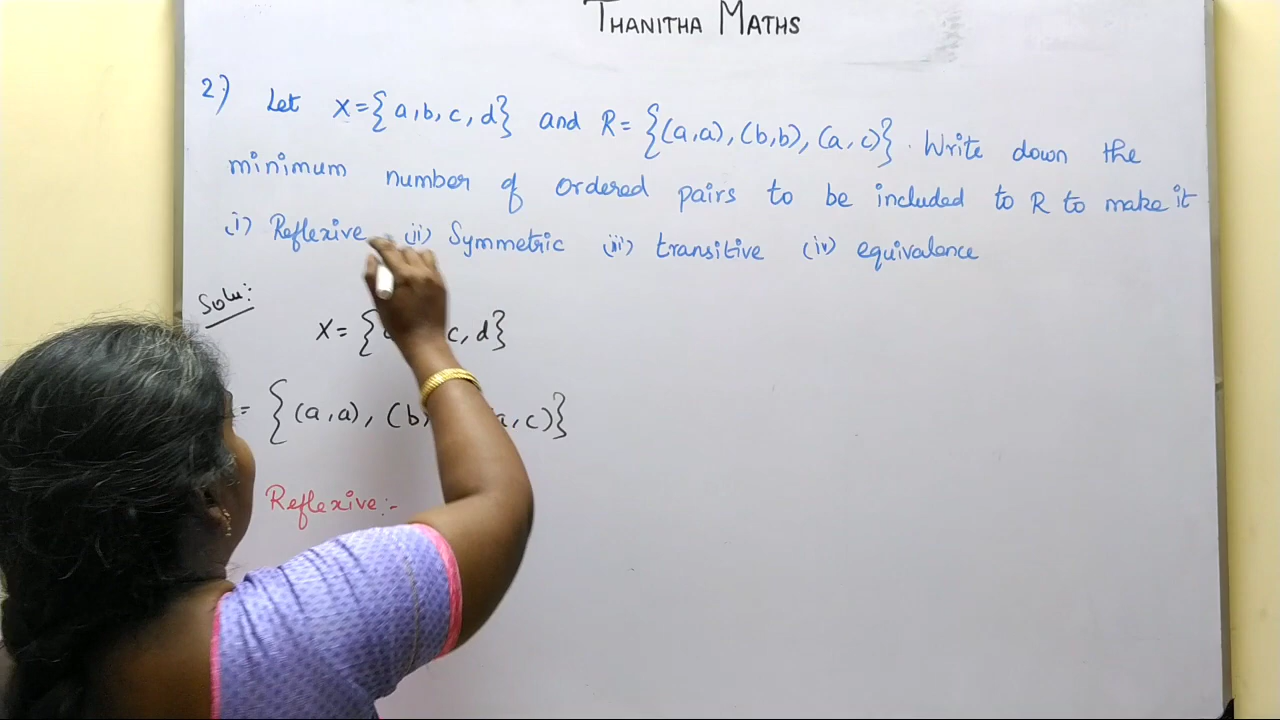 THANITHA MATHS
2) Let X={a,b,c,d} and R={(a,a),(b,b),(a,c)}. Write down the
minimum number of ordered pairs to be included to R to make it
(i) Reflexive (ii) Symmetric (iii) transitive (iv) equivalence
Solu:
X={ c, d}
= {(a,a), (b, a,c)}
Reflexive:-